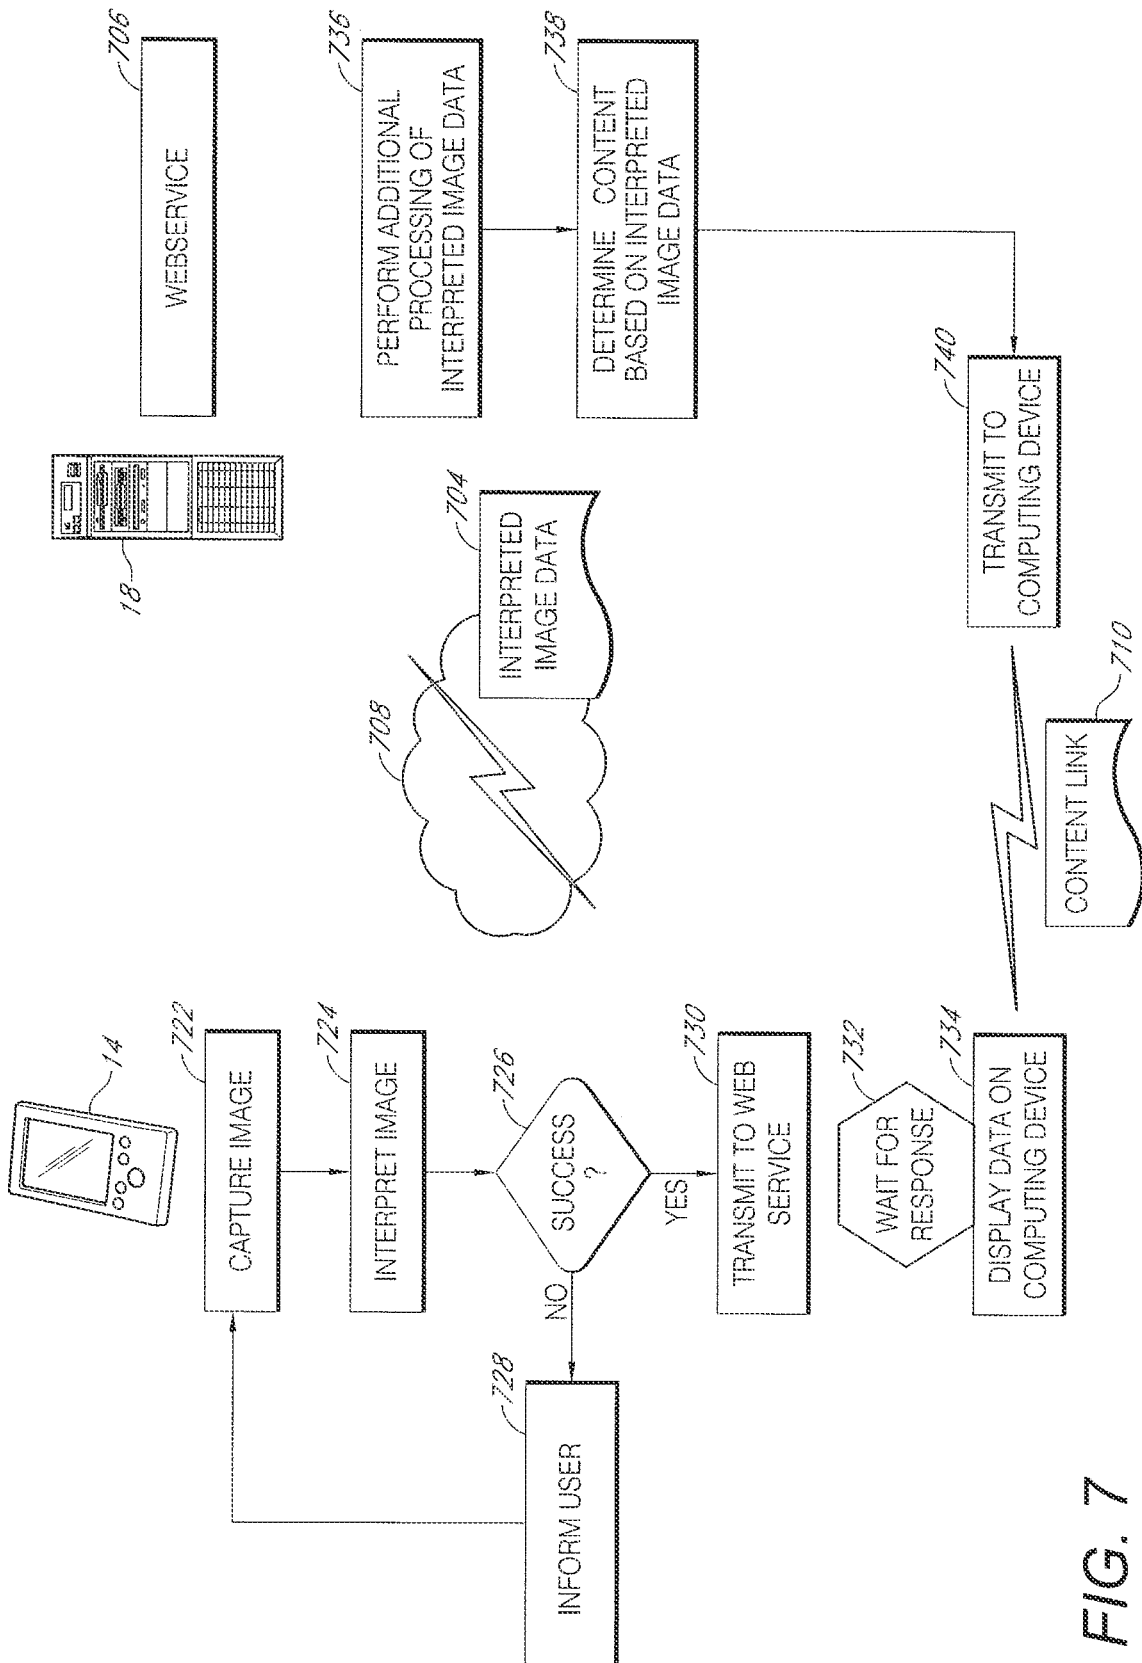 14
722
CAPTURE IMAGE
724
INTERPRET IMAGE
726
SUCCESS
?
NO
YES
728
INFORM USER
730
TRANSMIT TO WEB
SERVICE
732
WAIT FOR
RESPONSE
734
DISPLAY DATA ON
COMPUTING DEVICE
708
704
INTERPRETED
IMAGE DATA
18
706
WEBSERVICE
736
PERFORM ADDITIONAL
PROCESSING OF
INTERPRETED IMAGE DATA
738
DETERMINE CONTENT
BASED ON INTERPRETED
IMAGE DATA
740
TRANSMIT TO
COMPUTING DEVICE
710
CONTENT LINK
FIG. 7